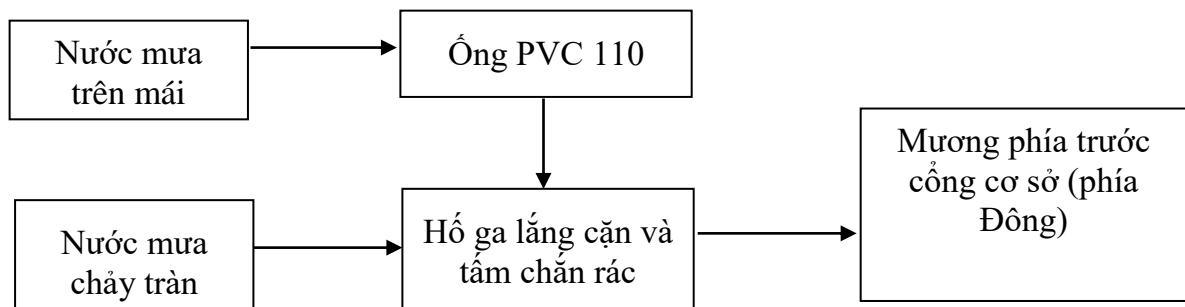 Nước mưa
trên mái
Ống PVC 110
Mương phía trước
cổng cơ sở (phía
Đông)
Nước mưa
chảy tràn
Hố ga lắng cặn và
tấm chắn rác